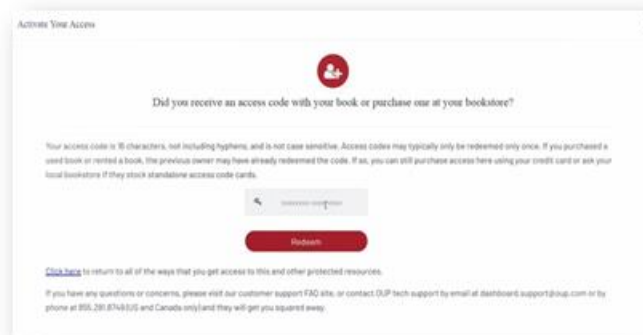 Activate Your Access
Did you receive an access code with your book or purchase one at your bookstore?
Your access code is 16 characters, not including hyphens, and is not case sensitive. Access codes may typically only be redeemed only once. If you purchased a
used book or rented a book, the previous owner may have already redeemed the code. If so, you can still purchase access here using your credit card or ask your
local bookstore if they stock standalone access code cards.
Redeem
Click here to return to all of the ways that you get access to this and other protected resources.
If you have any questions or concerns, please visit our customer support FAQ site, or contact OUP tech support by email at dashboard.support@oup.com or by
phone at 855.281.8749 (US and Canada only) and they will get you squared away.